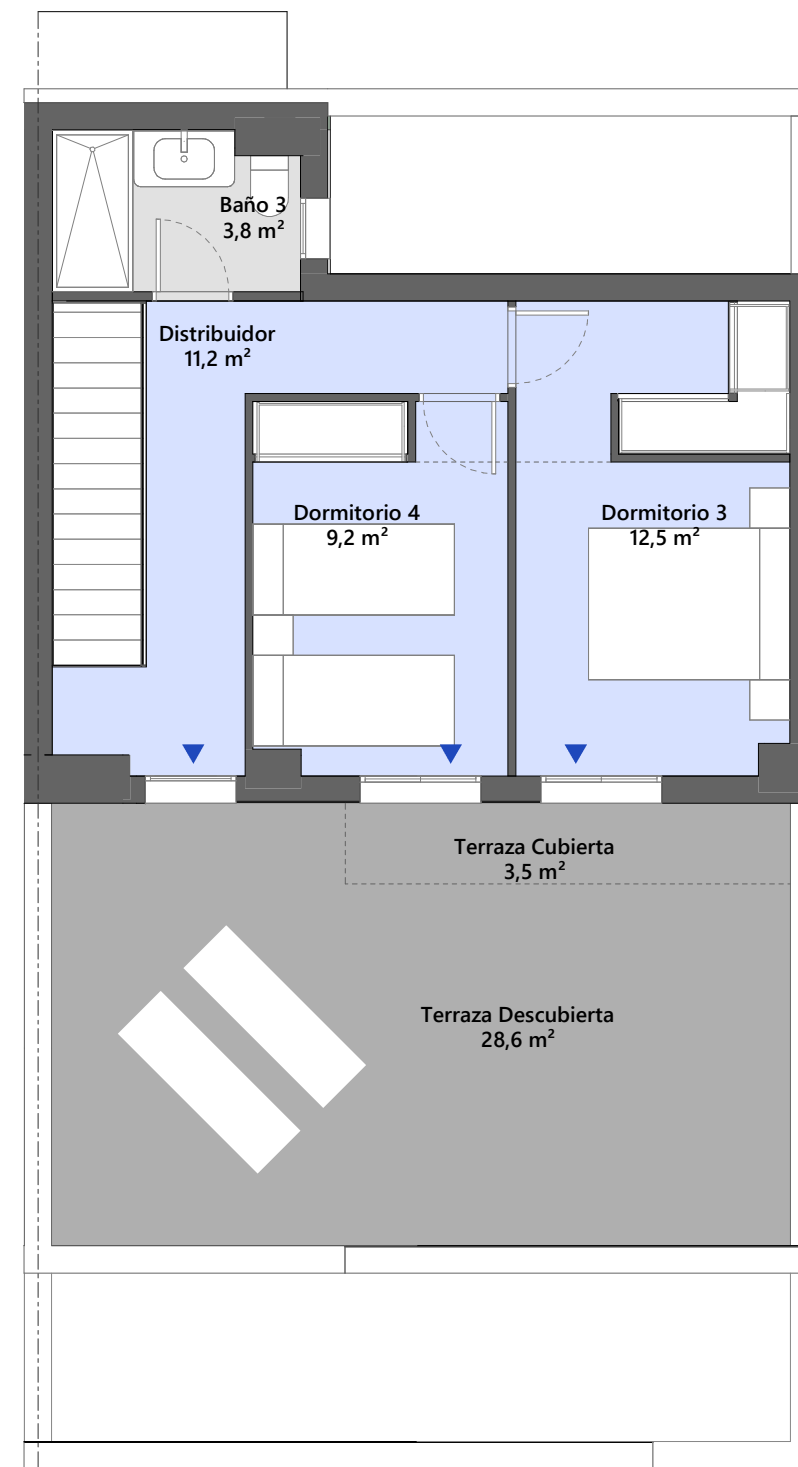 Baño 3
3,8 m²
Distribuidor
11,2 m²
Dormitorio 4
9,2 m²
Dormitorio 3
12,5 m²
Terraza Cubierta
3,5 m²
Terraza Descubierta
28,6 m²